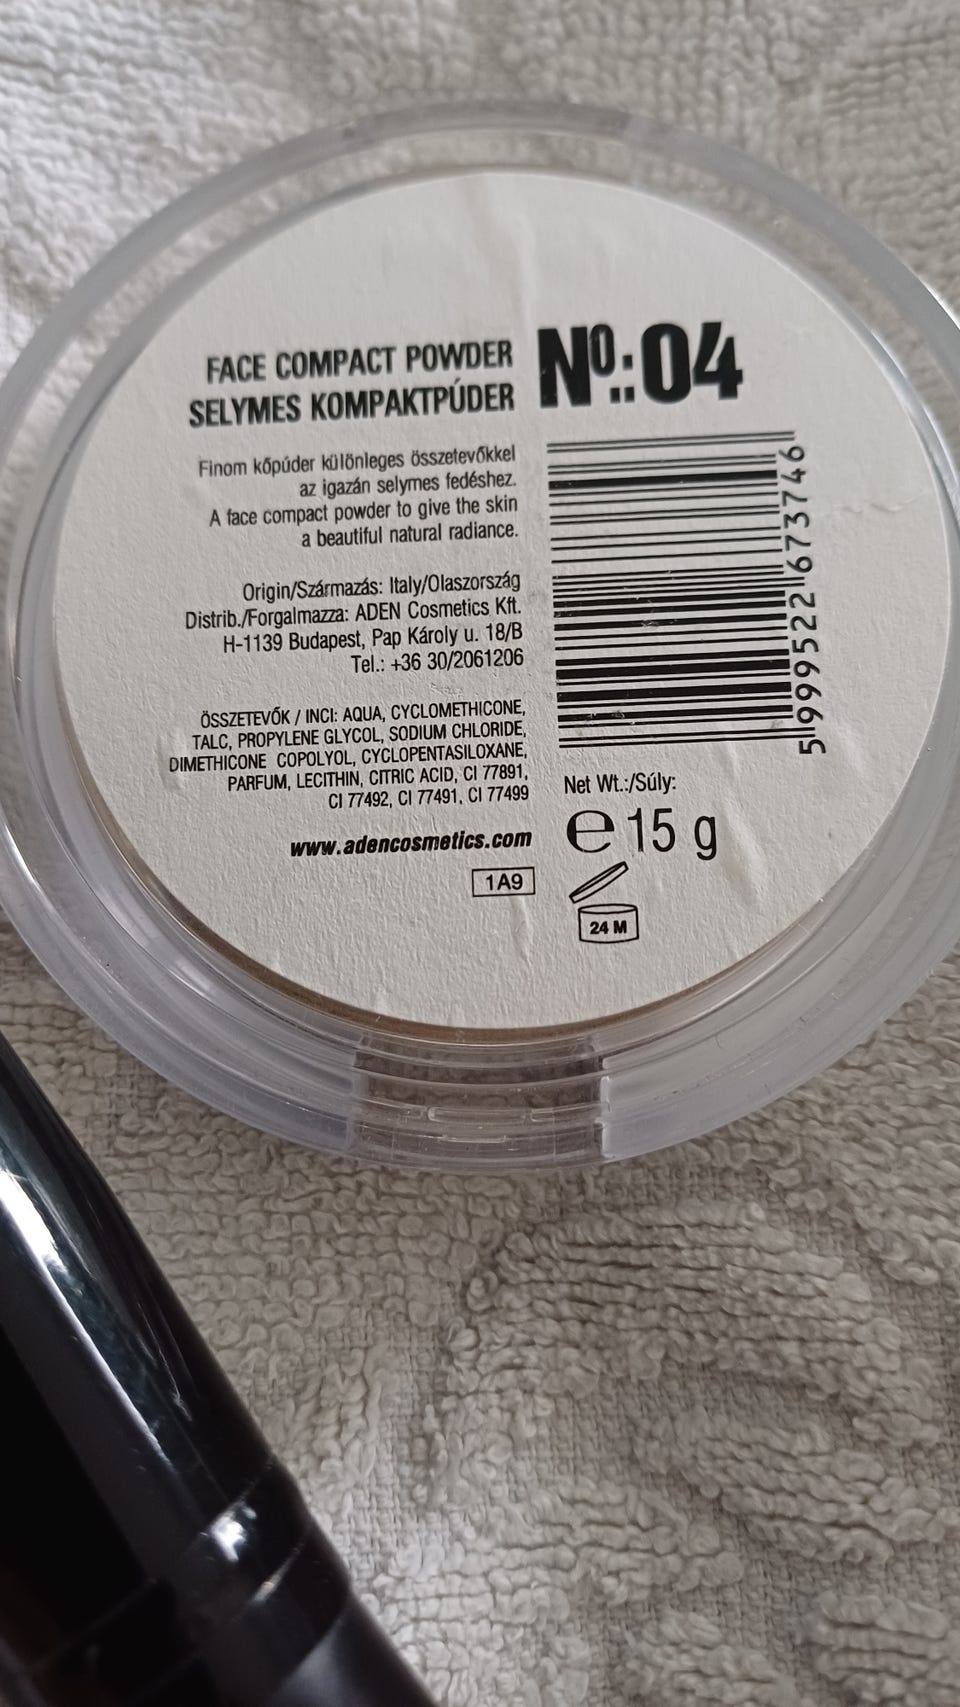 FACE COMPACT POWDER
SELYMES KOMPAKTPÚDER
Nº.:04
Finom kőpúder különleges összetevőkkel
az igazán selymes fedéshez.
A face compact powder to give the skin
a beautiful natural radiance.
Origin/Származás: Italy/Olaszország
Distrib./Forgalmazza: ADEN Cosmetics Kft.
H-1139 Budapest, Pap Károly u. 18/B
Tel.: +36 30/2061206
ÖSSZETEVŐK / INCI: AQUA, CYCLOMETHICONE,
TALC, PROPYLENE GLYCOL, SODIUM CHLORIDE,
DIMETHICONE COPOLYOL, CYCLOPENTASILOXANE,
PARFUM, LECITHIN, CITRIC ACID, CI 77891,
CI 77492, CI 77491, CI 77499
www.adencosmetics.com
1A9
5 999522 673746
Net Wt.:/Súly:
e 15 g
24 M